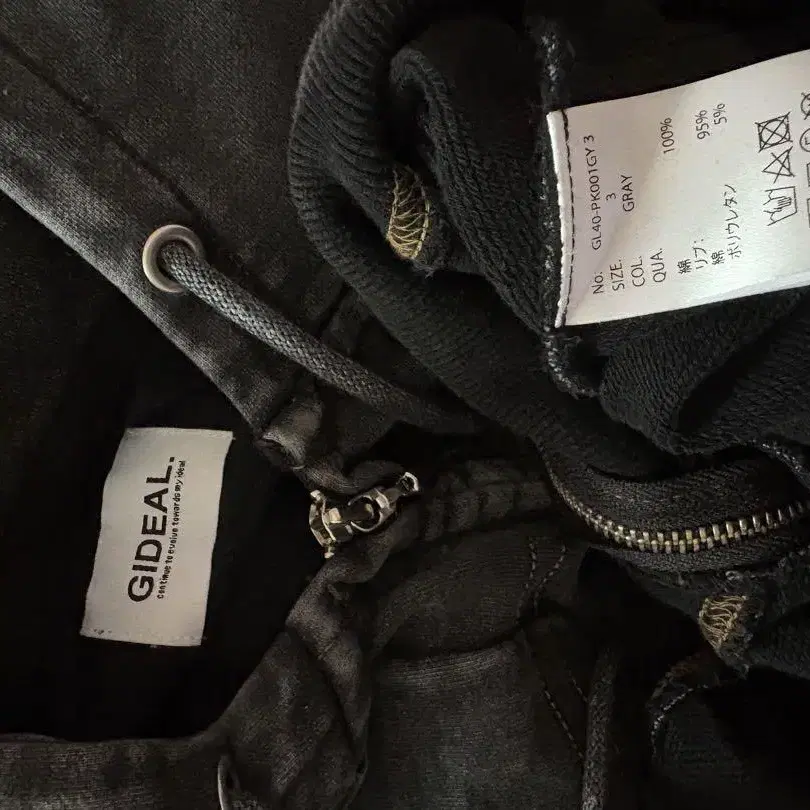 GIDEAL.
continue to evolve towards my ideal
No: GL40-PK001GY 3
SIZE. 3
COL. GRAY
QUA.
綿 100%
リブ:
綿 95%
ポリウレタン 5%